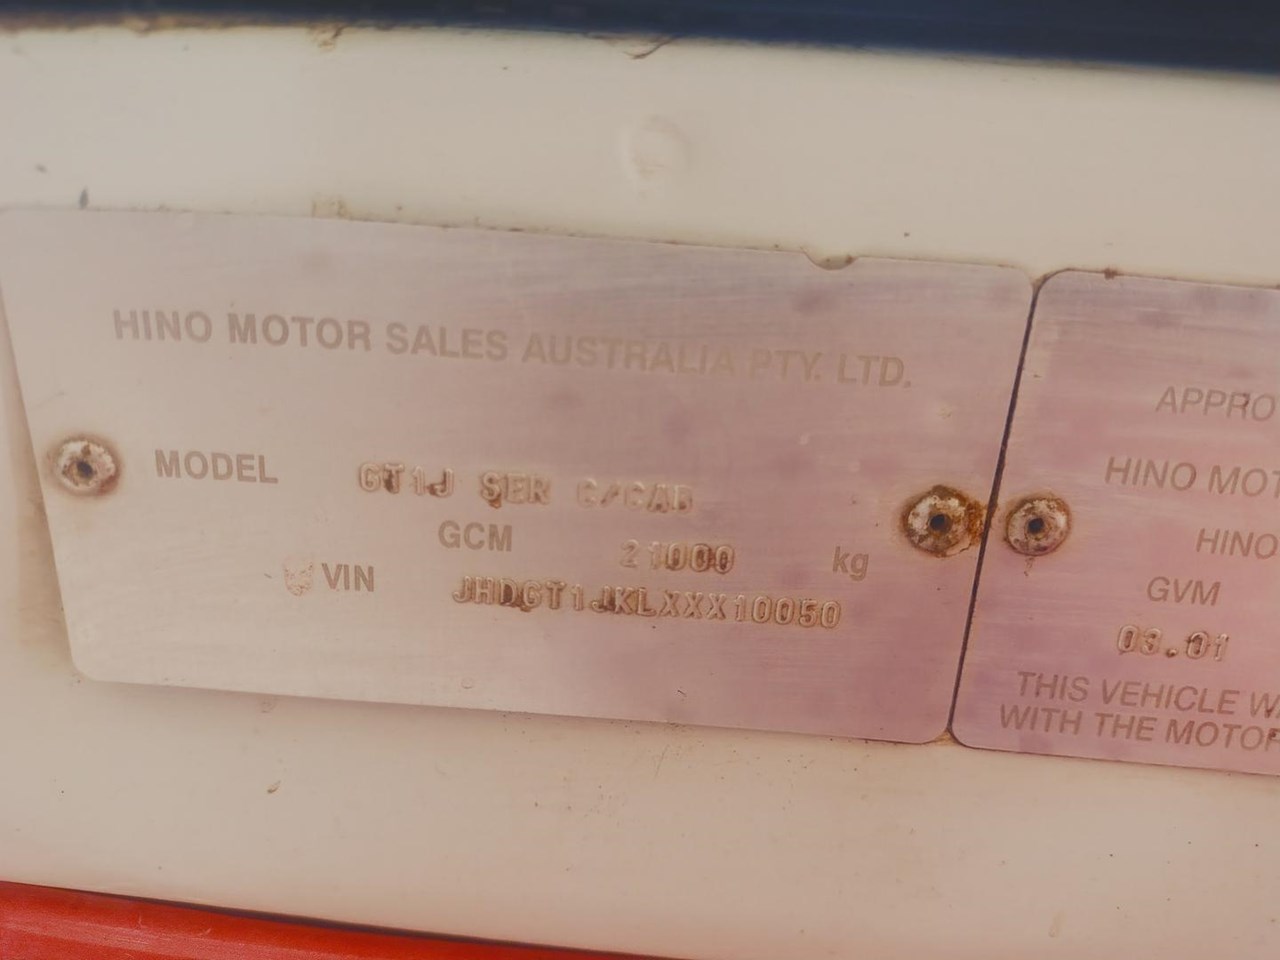 HINO MOTOR SALES AUSTRALIA PTY. LTD.
MODEL GT1J SER C/CAB
GCM 21000 kg
VIN JHDGT1JKLXXX10050
APPRO
HINO MOT
HINO
GVM
03.01
THIS VEHICLE WA
WITH THE MOTOR